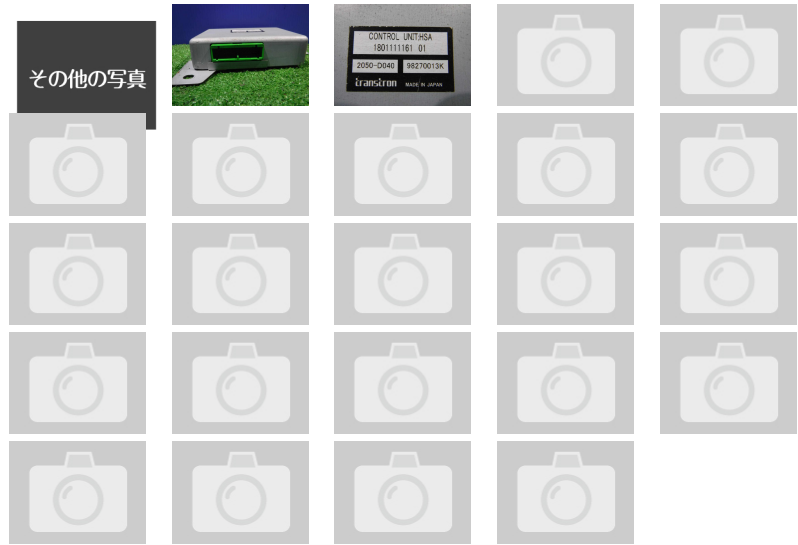 その他の写真
CONTROL UNIT:HSA
1801111161 01
2050-D040 98270013K
transtron MADE IN JAPAN